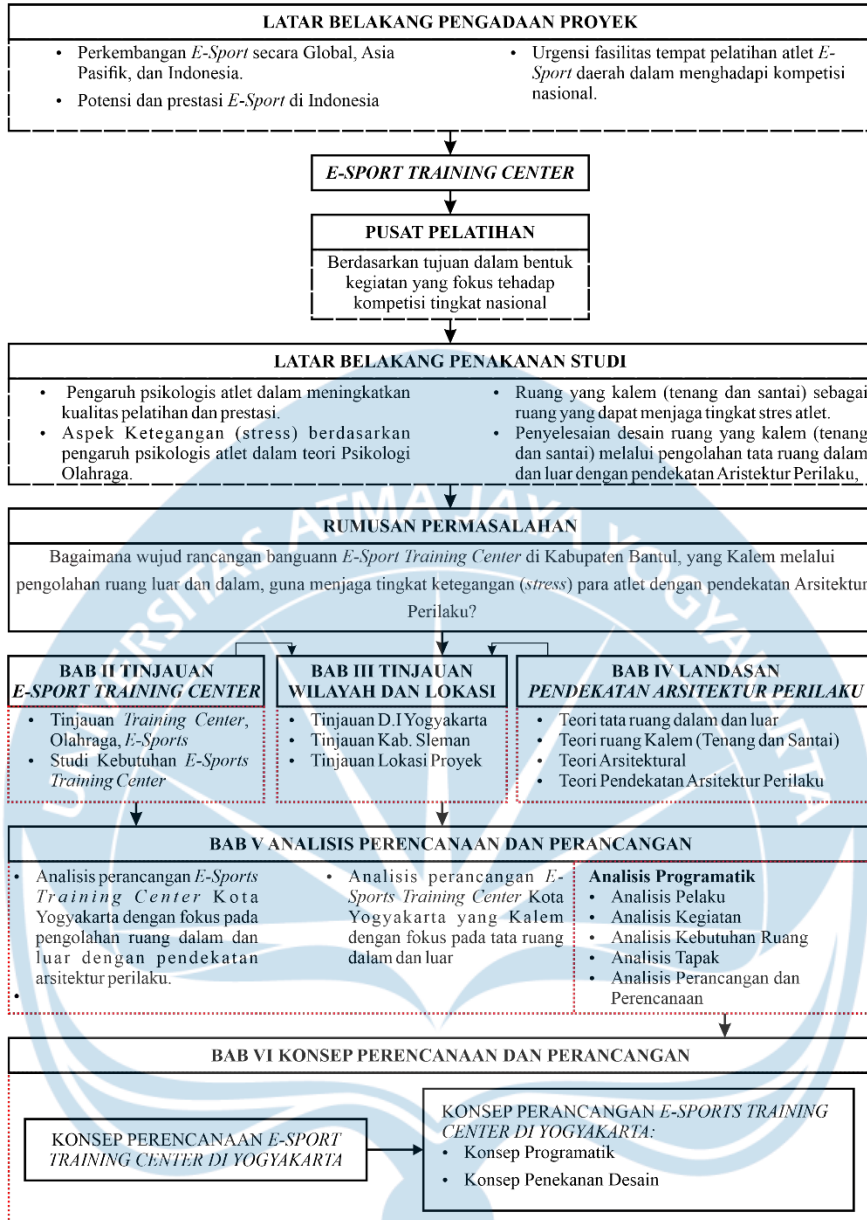 LATAR BELAKANG PENGADAAN PROYEK
• Perkembangan E-Sport secara Global, Asia
Pasifik, dan Indonesia.
• Potensi dan prestasi E-Sport di Indonesia
• Urgensi fasilitas tempat pelatihan atlet E-
Sport daerah dalam menghadapi kompetisi
nasional.
E-SPORT TRAINING CENTER
PUSAT PELATIHAN
Berdasarkan tujuan dalam bentuk
kegiatan yang fokus tehadap
kompetisi tingkat nasional
LATAR BELAKANG PENAKANAN STUDI
• Pengaruh psikologis atlet dalam meningkatkan
kualitas pelatihan dan prestasi.
• Aspek Ketegangan (stress) berdasarkan
pengaruh psikologis atlet dalam teori Psikologi
Olahraga.
• Ruang yang kalem (tenang dan santai) sebagai
ruang yang dapat menjaga tingkat stres atlet.
• Penyelesaian desain ruang yang kalem (tenang
dan santai) melalui pengolahan tata ruang dalam
dan luar dengan pendekatan Aristektur Perilaku,
RUMUSAN PERMASALAHAN
Bagaimana wujud rancangan banguann E-Sport Training Center di Kabupaten Bantul, yang Kalem melalui
pengolahan ruang luar dan dalam, guna menjaga tingkat ketegangan (stress) para atlet dengan pendekatan Arsitektur
Perilaku?
BAB II TINJAUAN
E-SPORT TRAINING CENTER
• Tinjauan Training Center,
Olahraga, E-Sports
• Studi Kebutuhan E-Sports
Training Center
BAB III TINJAUAN
WILAYAH DAN LOKASI
• Tinjauan D.I Yogyakarta
• Tinjauan Kab. Sleman
• Tinjauan Lokasi Proyek
BAB IV LANDASAN
PENDEKATAN ARSITEKTUR PERILAKU
• Teori tata ruang dalam dan luar
• Teori ruang Kalem (Tenang dan Santai)
• Teori Arsitektural
• Teori Pendekatan Arsitektur Perilaku
BAB V ANALISIS PERENCANAAN DAN PERANCANGAN
• Analisis perancangan E-Sports
Training Center Kota
Yogyakarta dengan fokus pada
pengolahan ruang dalam dan
luar dengan pendekatan
arsitektur perilaku.
•
• Analisis perancangan E-
Sports Training Center Kota
Yogyakarta yang Kalem
dengan fokus pada tata ruang
dalam dan luar
Analisis Programatik
• Analisis Pelaku
• Analisis Kegiatan
• Analisis Kebutuhan Ruang
• Analisis Tapak
• Analisis Perancangan dan
Perencanaan
BAB VI KONSEP PERENCANAAN DAN PERANCANGAN
KONSEP PERENCANAAN E-SPORT
TRAINING CENTER DI YOGYAKARTA
KONSEP PERANCANGAN E-SPORTS TRAINING
CENTER DI YOGYAKARTA:
• Konsep Programatik
• Konsep Penekanan Desain
UNIVERSITAS ATMA JAYA YOGYAKARTA